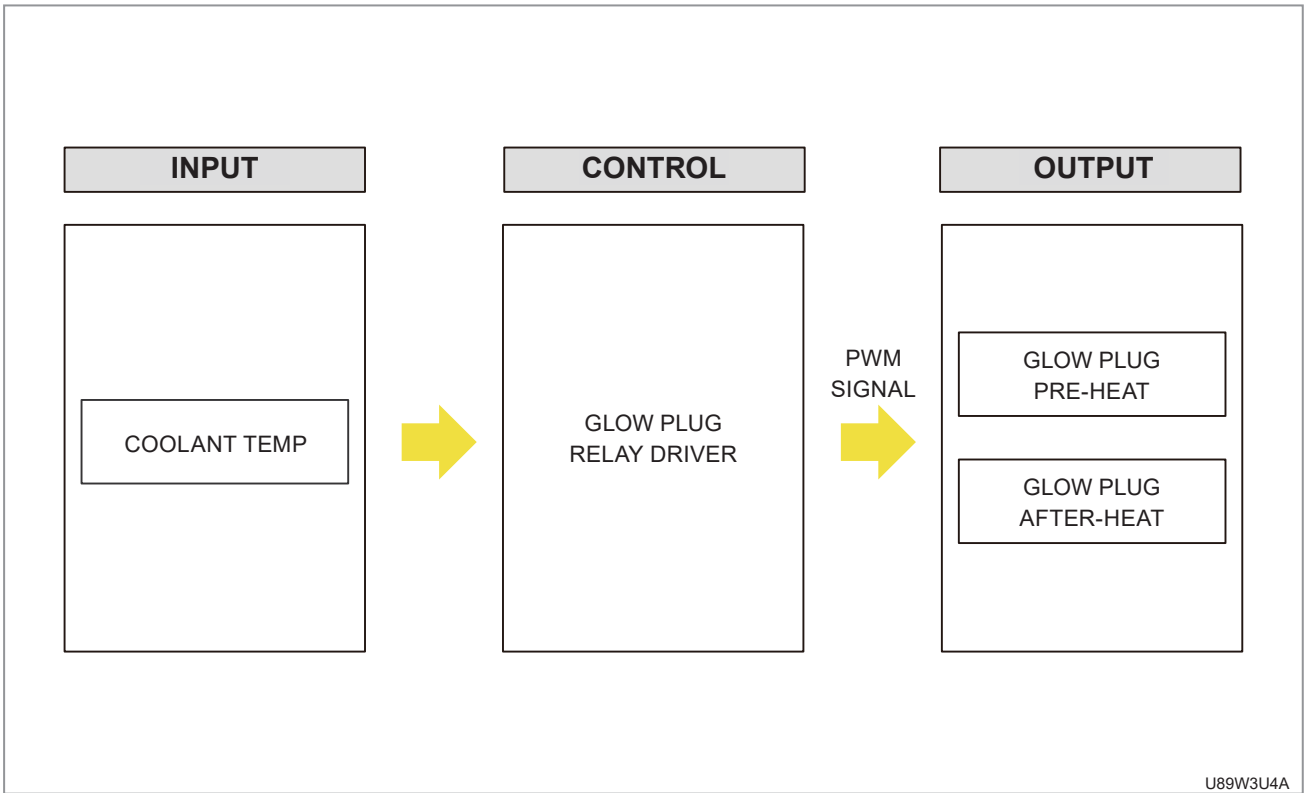 INPUT
CONTROL
OUTPUT
COOLANT TEMP
GLOW PLUG
RELAY DRIVER
PWM
SIGNAL
GLOW PLUG
PRE-HEAT
GLOW PLUG
AFTER-HEAT
U89W3U4A